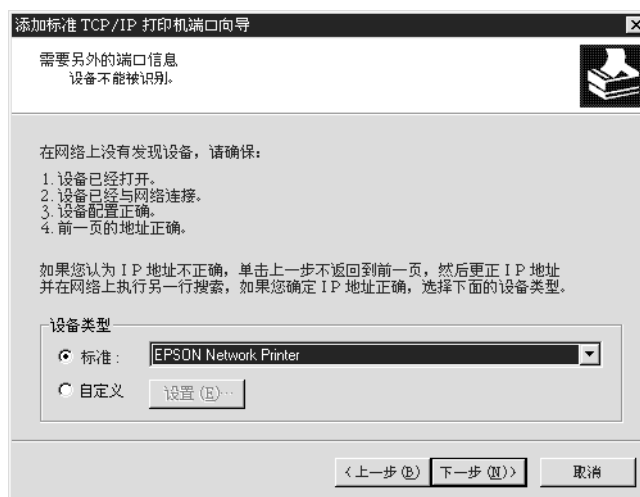 添加标准 TCP/IP 打印机端口向导
需要另外的端口信息
设备不能被识别。
在网络上没有发现设备，请确保：
1.设备已经打开。
2.设备已经与网络连接。
3.设备配置正确。
4.前一页的地址正确。
如果您认为 IP 地址不正确，单击上一步不返回到前一页，然后更正 IP 地址
并在网络上执行另一行搜索，如果您确定 IP 地址正确，选择下面的设备类型。
设备类型
标准：
EPSON Network Printer
自定义
设置(E)…
<上一步(B)
下一步(N)>
取消